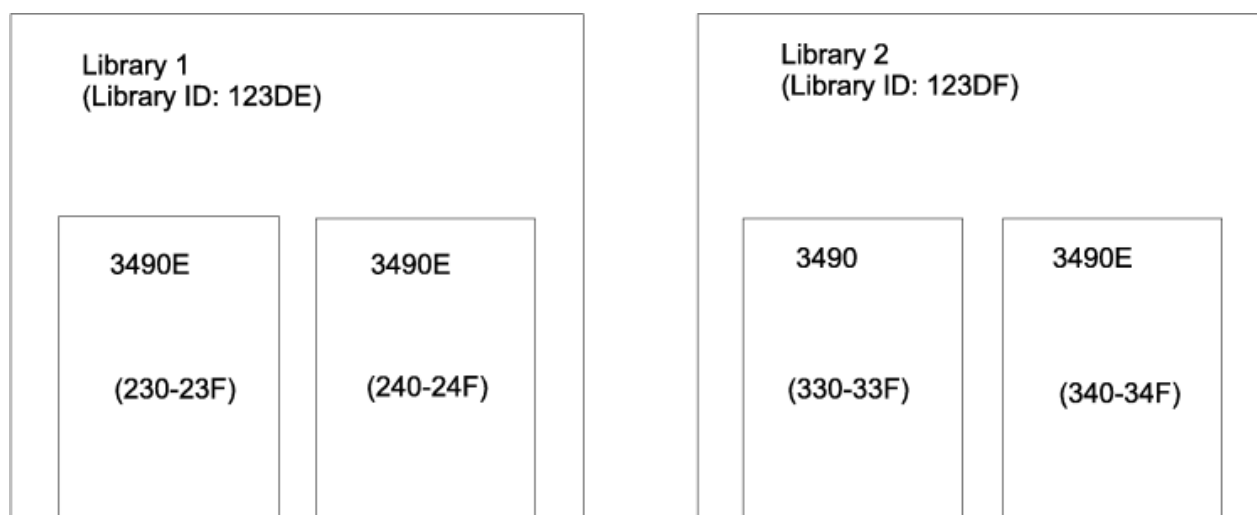 Library 1
(Library ID: 123DE)
3490E
3490E
(230-23F)
(240-24F)
Library 2
(Library ID: 123DF)
3490
3490E
(330-33F)
(340-34F)